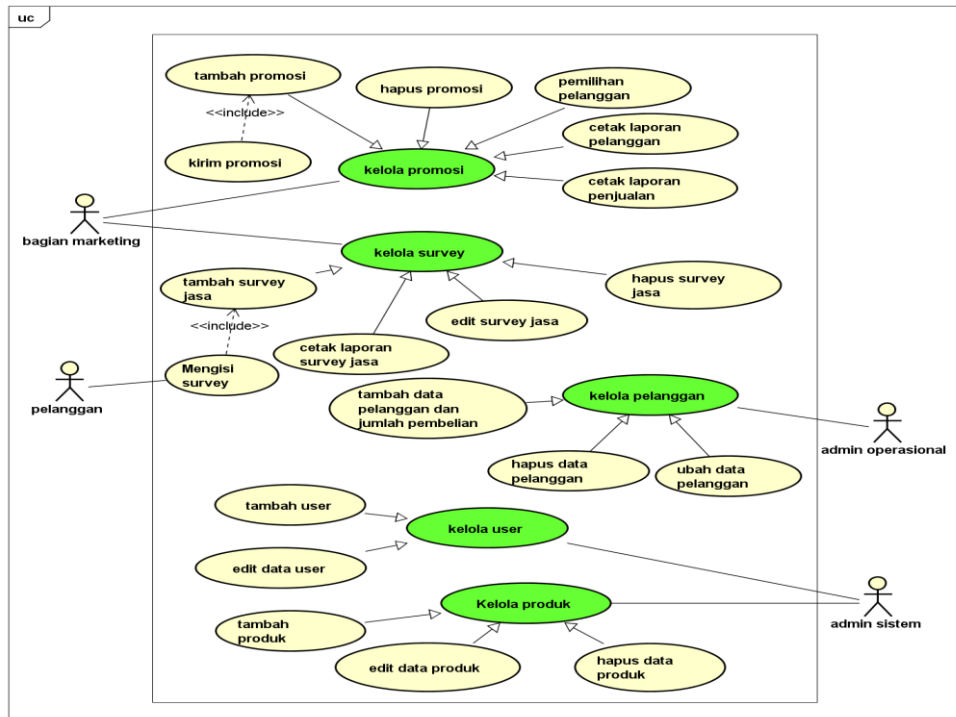 uc
tambah promosi
hapus promosi
pemilihan
pelanggan
<<include>>
cetak laporan
pelanggan
kirim promosi
kelola promosi
cetak laporan
penjualan
bagian marketing
kelola survey
tambah survey
jasa
hapus survey
jasa
edit survey jasa
<<include>>
cetak laporan
survey jasa
Mengisi
survey
pelanggan
tambah data
pelanggan dan
jumlah pembelian
kelola pelanggan
admin operasional
hapus data
pelanggan
ubah data
pelanggan
tambah user
kelola user
edit data user
Kelola produk
admin sistem
tambah
produk
edit data produk
hapus data
produk